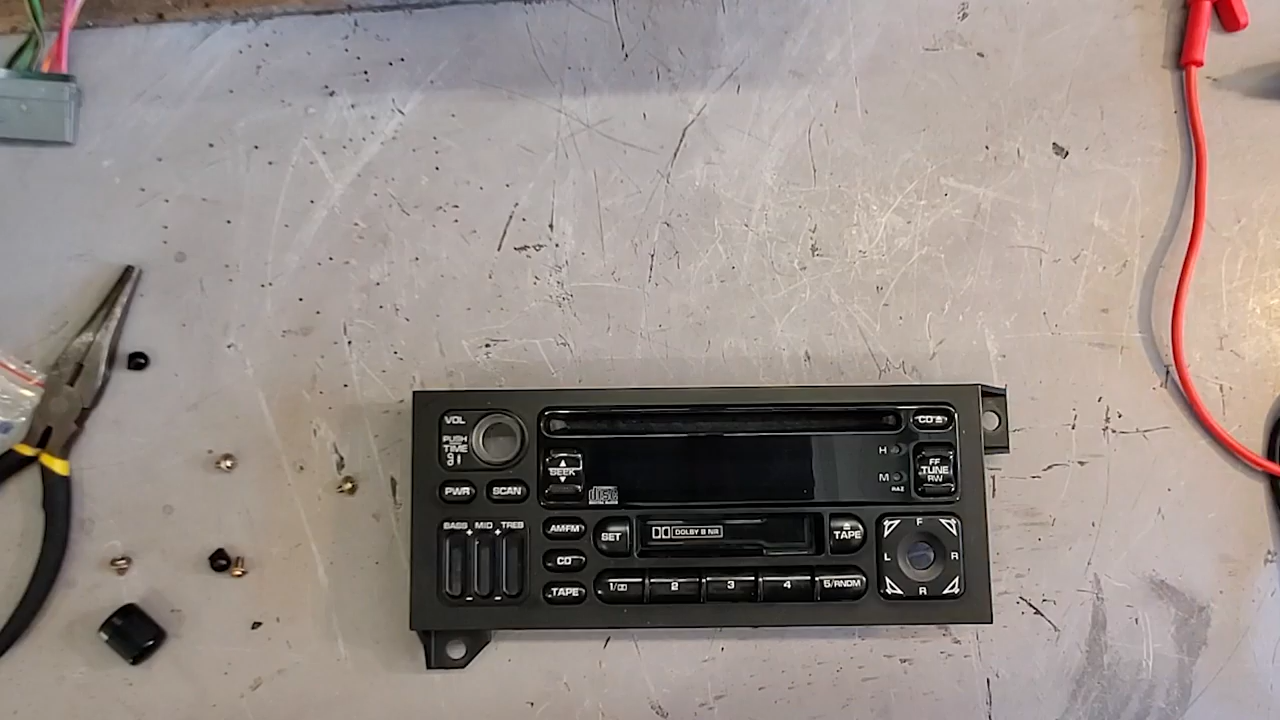 VOL
CD
PUSH
TIME
H
SEEK
FF
TUNE
RW
M
PWR
SCAN
disc
BASS MID TREB
AM/FM
SET
DOLBY B NR
TAPE
F
L
R
CD
TAPE
1/
2
3
4
5/RNDM
R